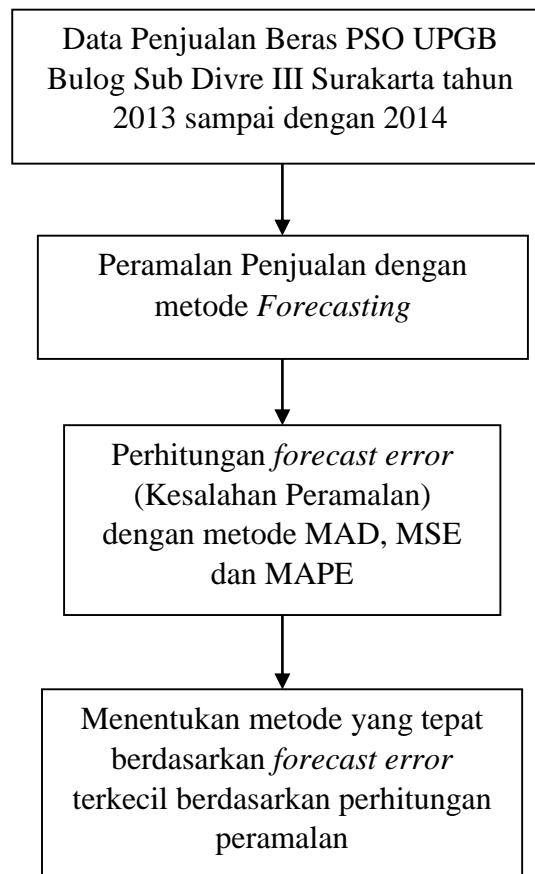 Data Penjualan Beras PSO UPGB
Bulog Sub Divre III Surakarta tahun
2013 sampai dengan 2014
Peramalan Penjualan dengan
metode Forecasting
Perhitungan forecast error
(Kesalahan Peramalan)
dengan metode MAD, MSE
dan MAPE
Menentukan metode yang tepat
berdasarkan forecast error
terkecil berdasarkan perhitungan
peramalan